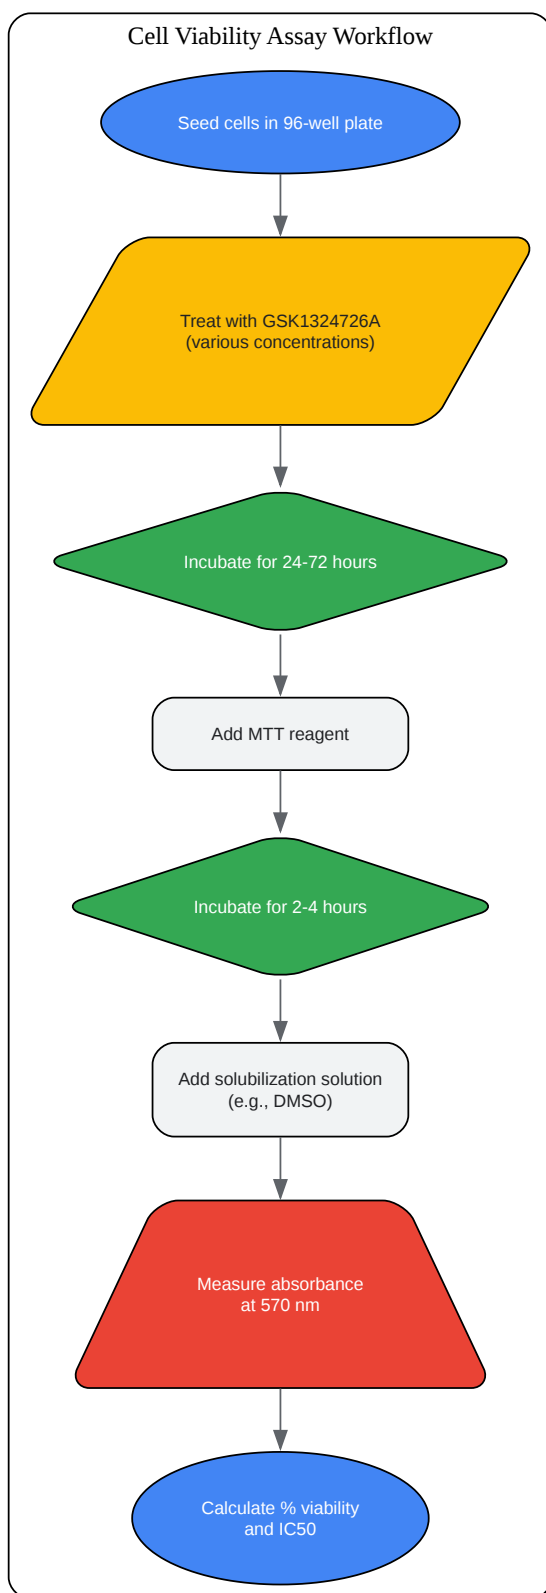 Cell Viability Assay Workflow
Seed cells in 96-well plate
Treat with GSK1324726A
(various concentrations)
Incubate for 24-72 hours
Add MTT reagent
Incubate for 2-4 hours
Add solubilization solution
(e.g., DMSO)
Measure absorbance
at 570 nm
Calculate % viability
and IC50